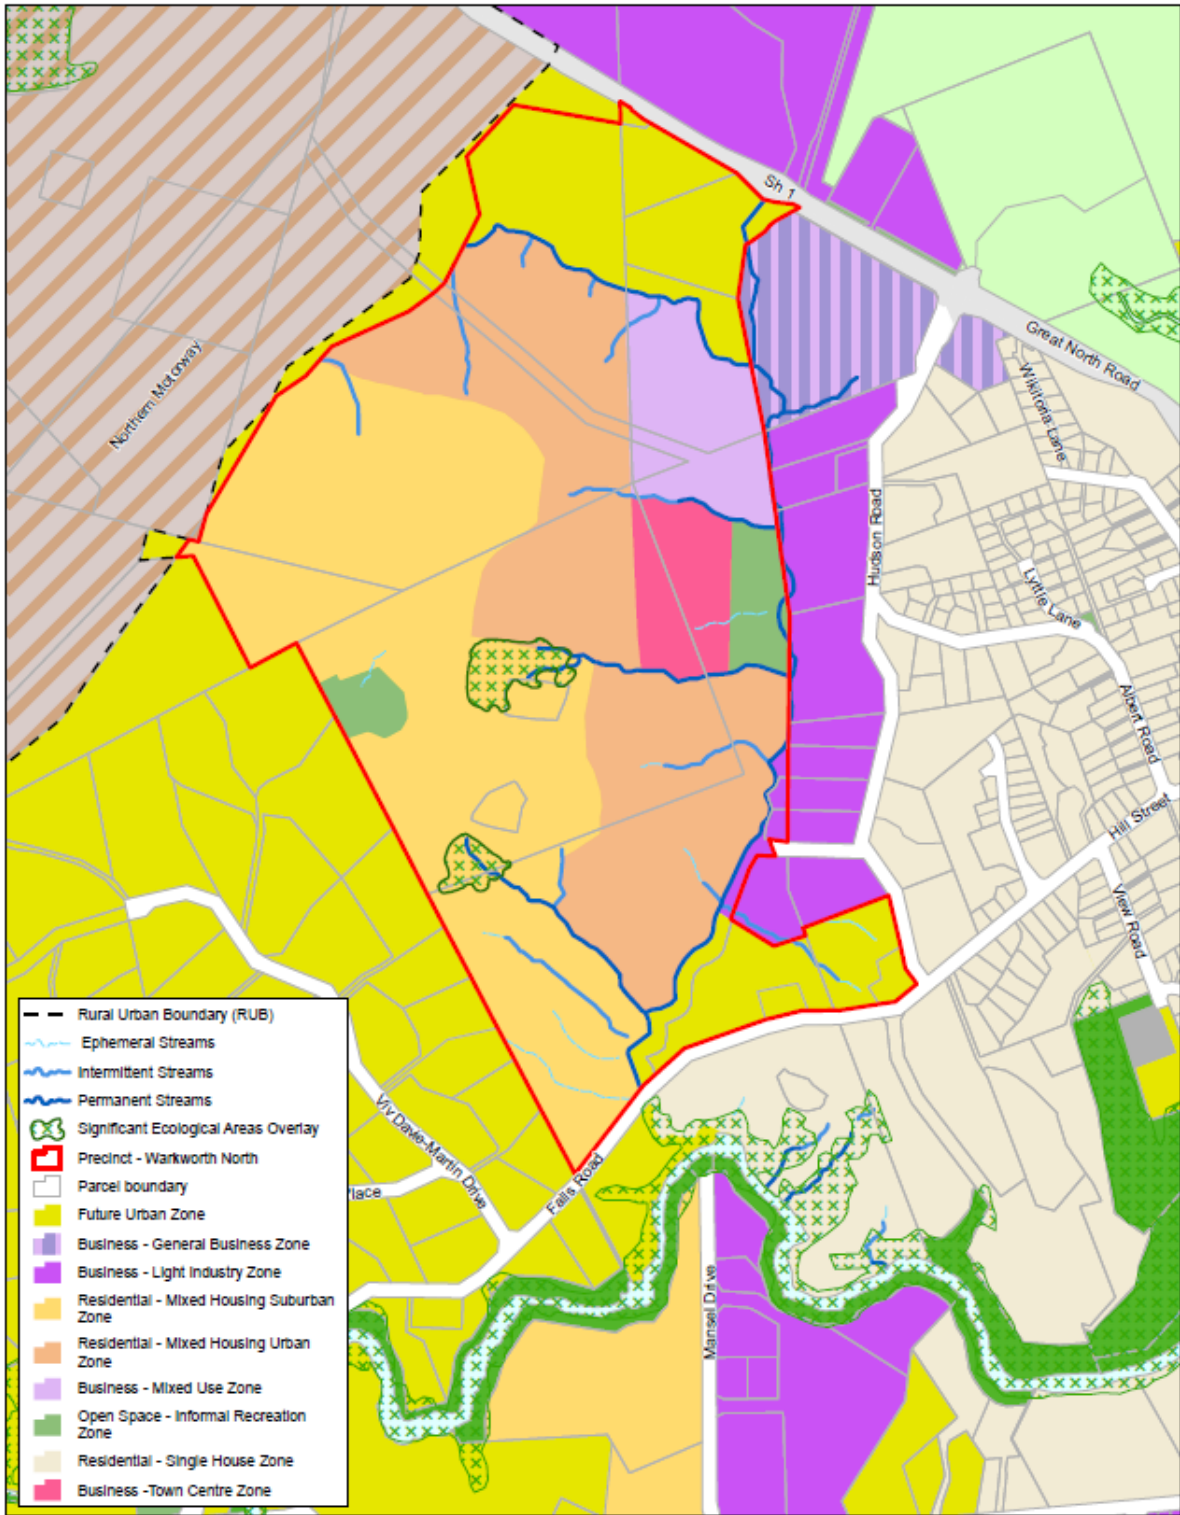 Sh 1
Great North Road
Wikitoria Lane
Northern Motorway
Hudson Road
Lyttle Lane
Albert Road
Hill Street
View Road
Rural Urban Boundary (RUB)
Ephemeral Streams
Intermittent Streams
Permanent Streams
Significant Ecological Areas Overlay
Precinct - Warkworth North
Parcel boundary
Future Urban Zone
Business - General Business Zone
Business - Light Industry Zone
Residential - Mixed Housing Suburban
Zone
Residential - Mixed Housing Urban
Zone
Business - Mixed Use Zone
Open Space - Informal Recreation
Zone
Residential - Single House Zone
Business -Town Centre Zone
Viv Davie-Martin Drive
Place
Falls Road
Mansel Drive